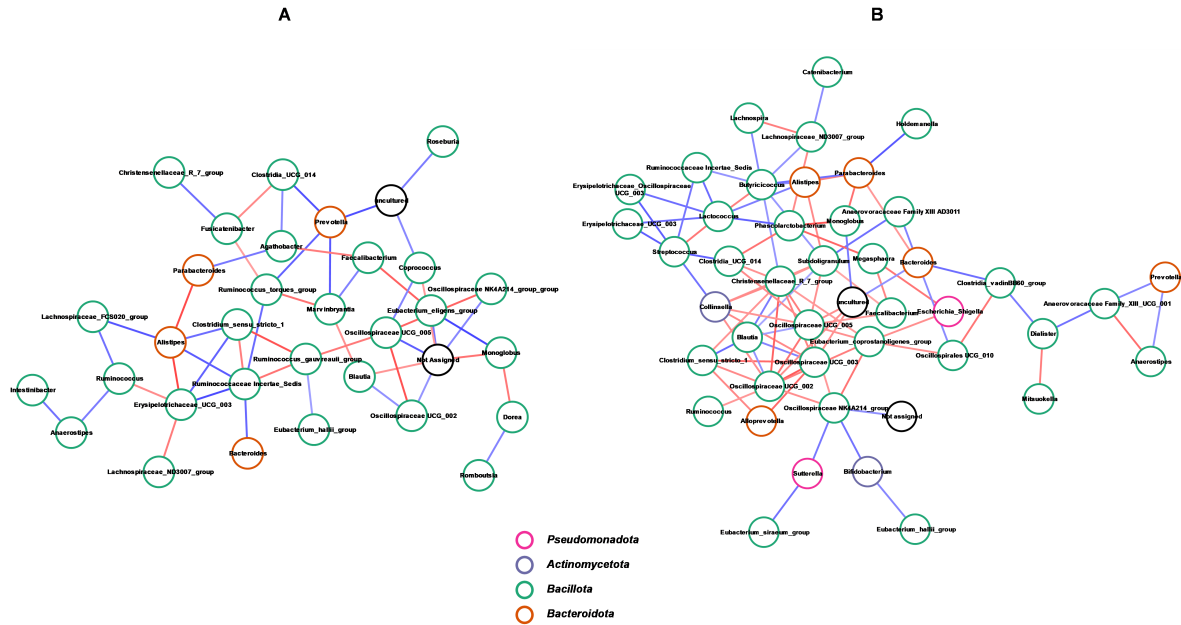 A
B
Roseburia
Christensenellaceae_R_7_group
Clostridia_UCG_014
uncultured
Prevotella
Fusicatenibacter
Agathobacter
Faecalibacterium
Coprococcus
Parabacteroides
Ruminococcus_torques_group
Oscillospiraceae NK4A214_group_group
Marvinbryantia
Eubacterium_eligens_group
Lachnospiraceae_FCS020_group
Clostridium_sensu_stricto_1
Oscillospiraceae UCG_005
Alistipes
Ruminococcus_gauvreauii_group
Not Assigned
Monoglobus
Blautia
Ruminococcus
Ruminococcaceae Incertae_Sedis
Intestinibacter
Erysipelotrichaceae_UCG_003
Oscillospiraceae UCG_002
Dorea
Anaerostipes
Eubacterium_hallii_group
Bacteroides
Lachnospiraceae_ND3007_group
Romboutsia
Catenibacterium
Lachnospira
Holdemanella
Lachnospiraceae_ND3007_group
Ruminococcaceae Incertae_Sedis
Parabacteroides
Erysipelotrichaceae_Oscillospiraceae
UCG_003
Butyricicoccus
Alistipes
Lactococcus
Anaerovoracaceae Family XIII AD3011
Erysipelotrichaceae_UCG_003
Phascolarctobacterium
Monoglobus
Streptococcus
Clostridia_UCG_014
Subdoligranulum
Megasphaera
Bacteroides
Prevotella
Christensenellaceae_R_7_group
Clostridia_vadinBB60_group
Collinsella
uncultured
Anaerovoracaceae Family_XIII_UCG_001
Faecalibacterium
Escherichia_Shigella
Oscillospiraceae UCG_005
Blautia
Eubacterium_coprostanoligenes_group
Dialister
Clostridium_sensu_stricto_1
Oscillospiraceae UCG_003
Oscillospirales UCG_010
Anaerostipes
Oscillospiraceae UCG_002
Mitsuokella
Ruminococcus
Alloprevotella
Oscillospiraceae NK4A214_group
Not assigned
Sutterella
Bifidobacterium
Eubacterium_siraeum_group
Eubacterium_hallii_group
Pseudomonadota
Actinomycetota
Bacillota
Bacteroidota